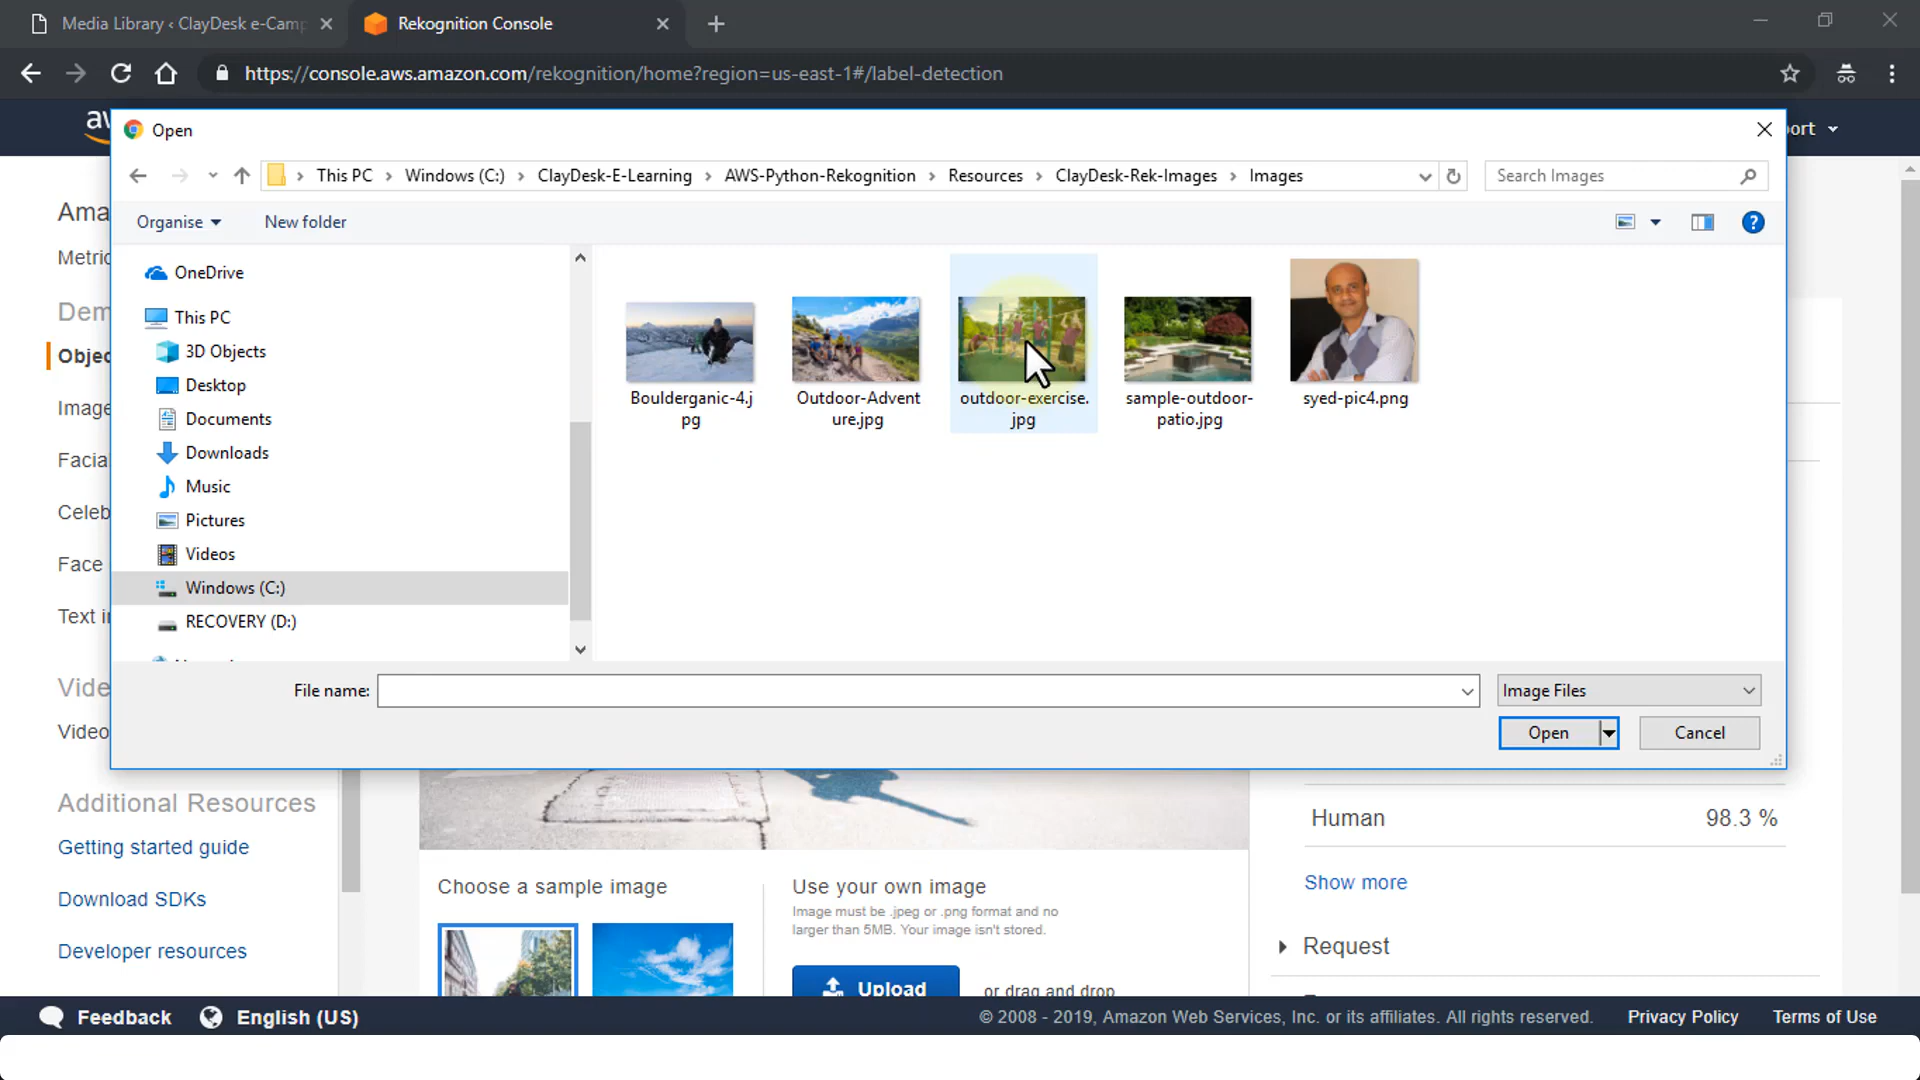 Media Library ‹ ClayDesk e-Camp
Rekognition Console
https://console.aws.amazon.com/rekognition/home?region=us-east-1#/label-detection
Open
This PC > Windows (C:) > ClayDesk-E-Learning > AWS-Python-Rekognition > Resources > ClayDesk-Rek-Images > Images
Search Images
Organise
New folder
OneDrive
This PC
3D Objects
Desktop
Documents
Downloads
Music
Pictures
Videos
Windows (C:)
RECOVERY (D:)
Boulderganic-4.j
pg
Outdoor-Advent
ure.jpg
outdoor-exercise.
jpg
sample-outdoor-
patio.jpg
syed-pic4.png
File name:
Image Files
Open
Cancel
aw
port
Ama
Metric
Dem
Objec
Image
Facia
Celeb
Face
Text i
Vide
Video
Additional Resources
Getting started guide
Download SDKs
Developer resources
Choose a sample image
Use your own image
Image must be .jpeg or .png format and no
larger than 5MB. Your image isn't stored.
Upload
or drag and drop
Human 98.3 %
Show more
Request
Feedback
English (US)
© 2008 - 2019, Amazon Web Services, Inc. or its affiliates. All rights reserved.
Privacy Policy
Terms of Use